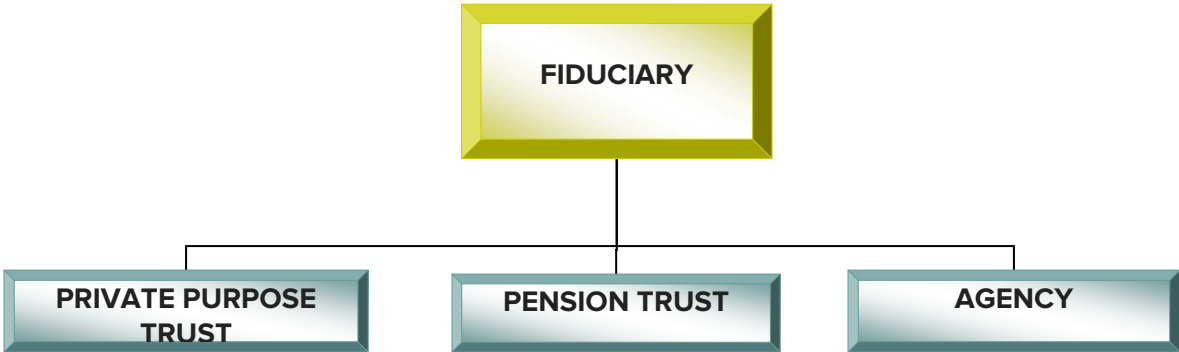 FIDUCIARY
PRIVATE PURPOSE
TRUST
PENSION TRUST
AGENCY